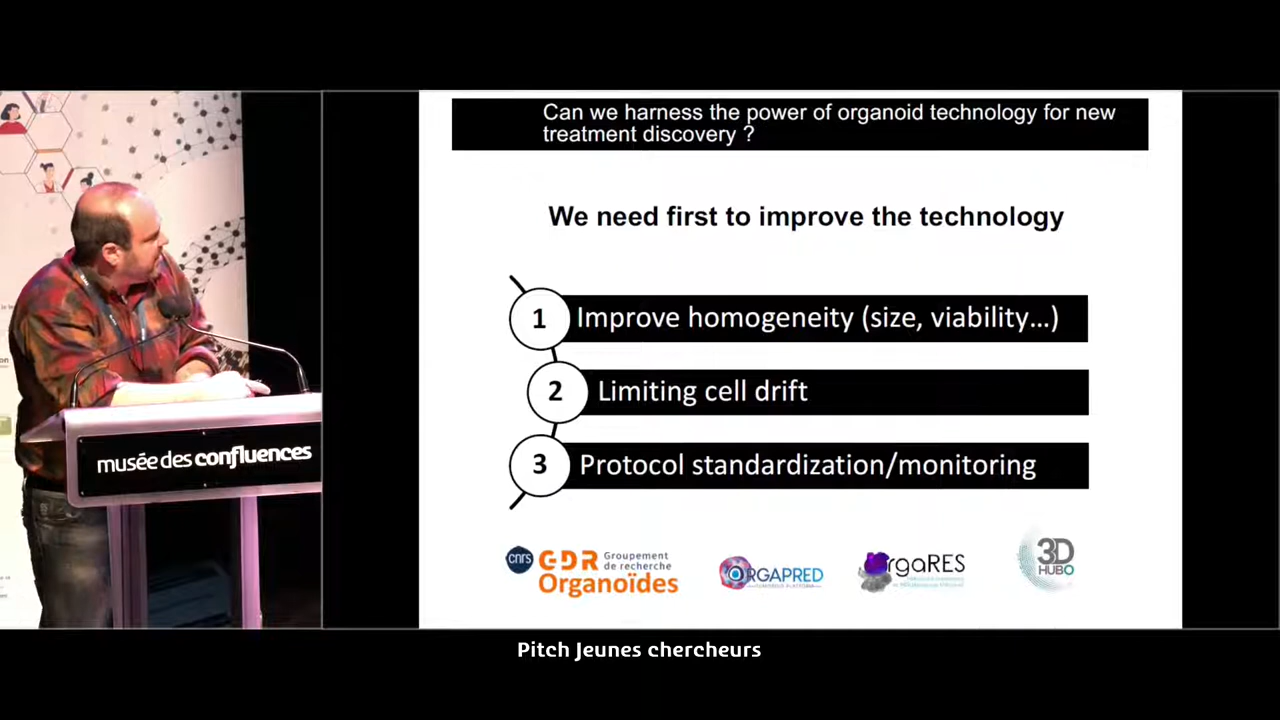 Can we harness the power of organoid technology for new
treatment discovery ?
We need first to improve the technology
1 Improve homogeneity (size, viability...)
2 Limiting cell drift
3 Protocol standardization/monitoring
cnrs GDR Groupement
de recherche
Organoïdes
ORGAPRED
OrgaRES
3D
HUBO
musée des confluences
Pitch Jeunes chercheurs